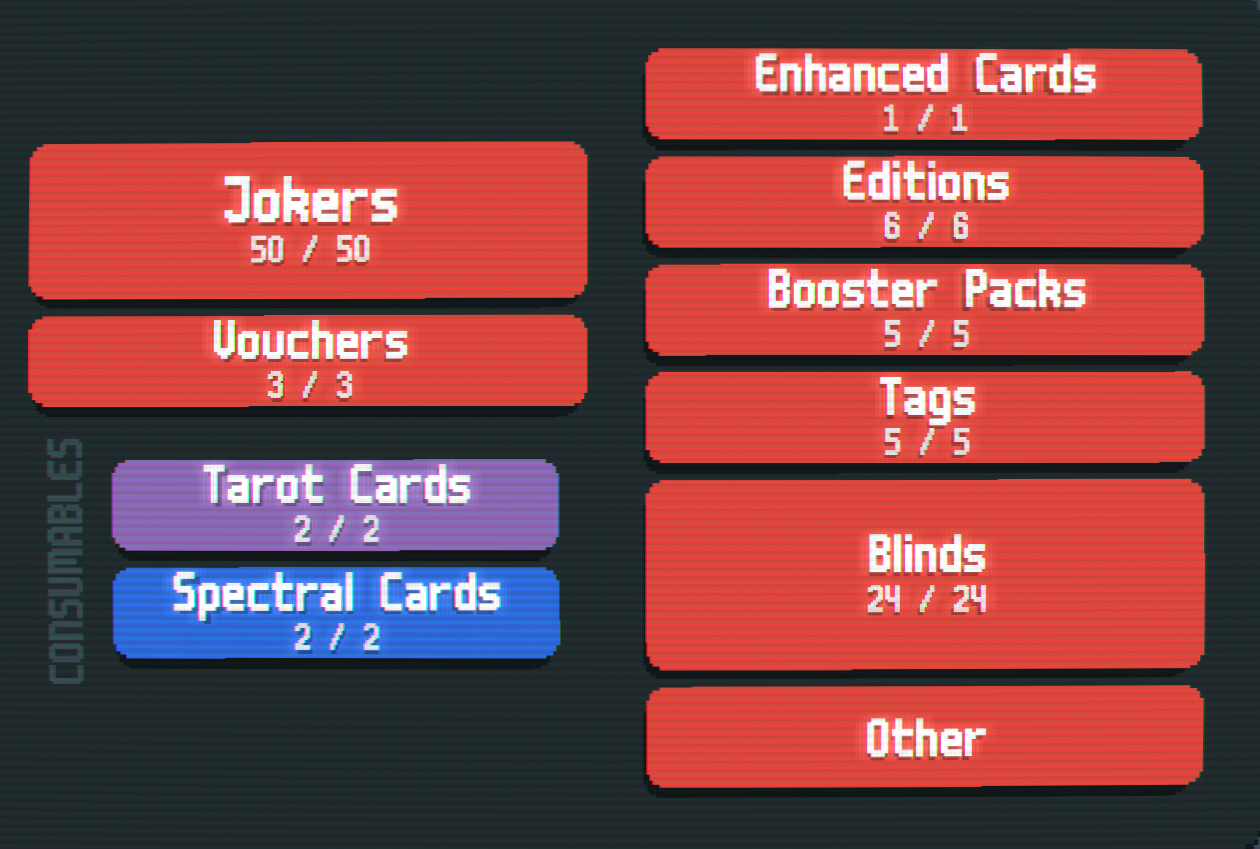 Jokers
50 / 50
Vouchers
3 / 3
CONSUMABLES
Tarot Cards
2 / 2
Spectral Cards
2 / 2
Enhanced Cards
1 / 1
Editions
6 / 6
Booster Packs
5 / 5
Tags
5 / 5
Blinds
24 / 24
Other